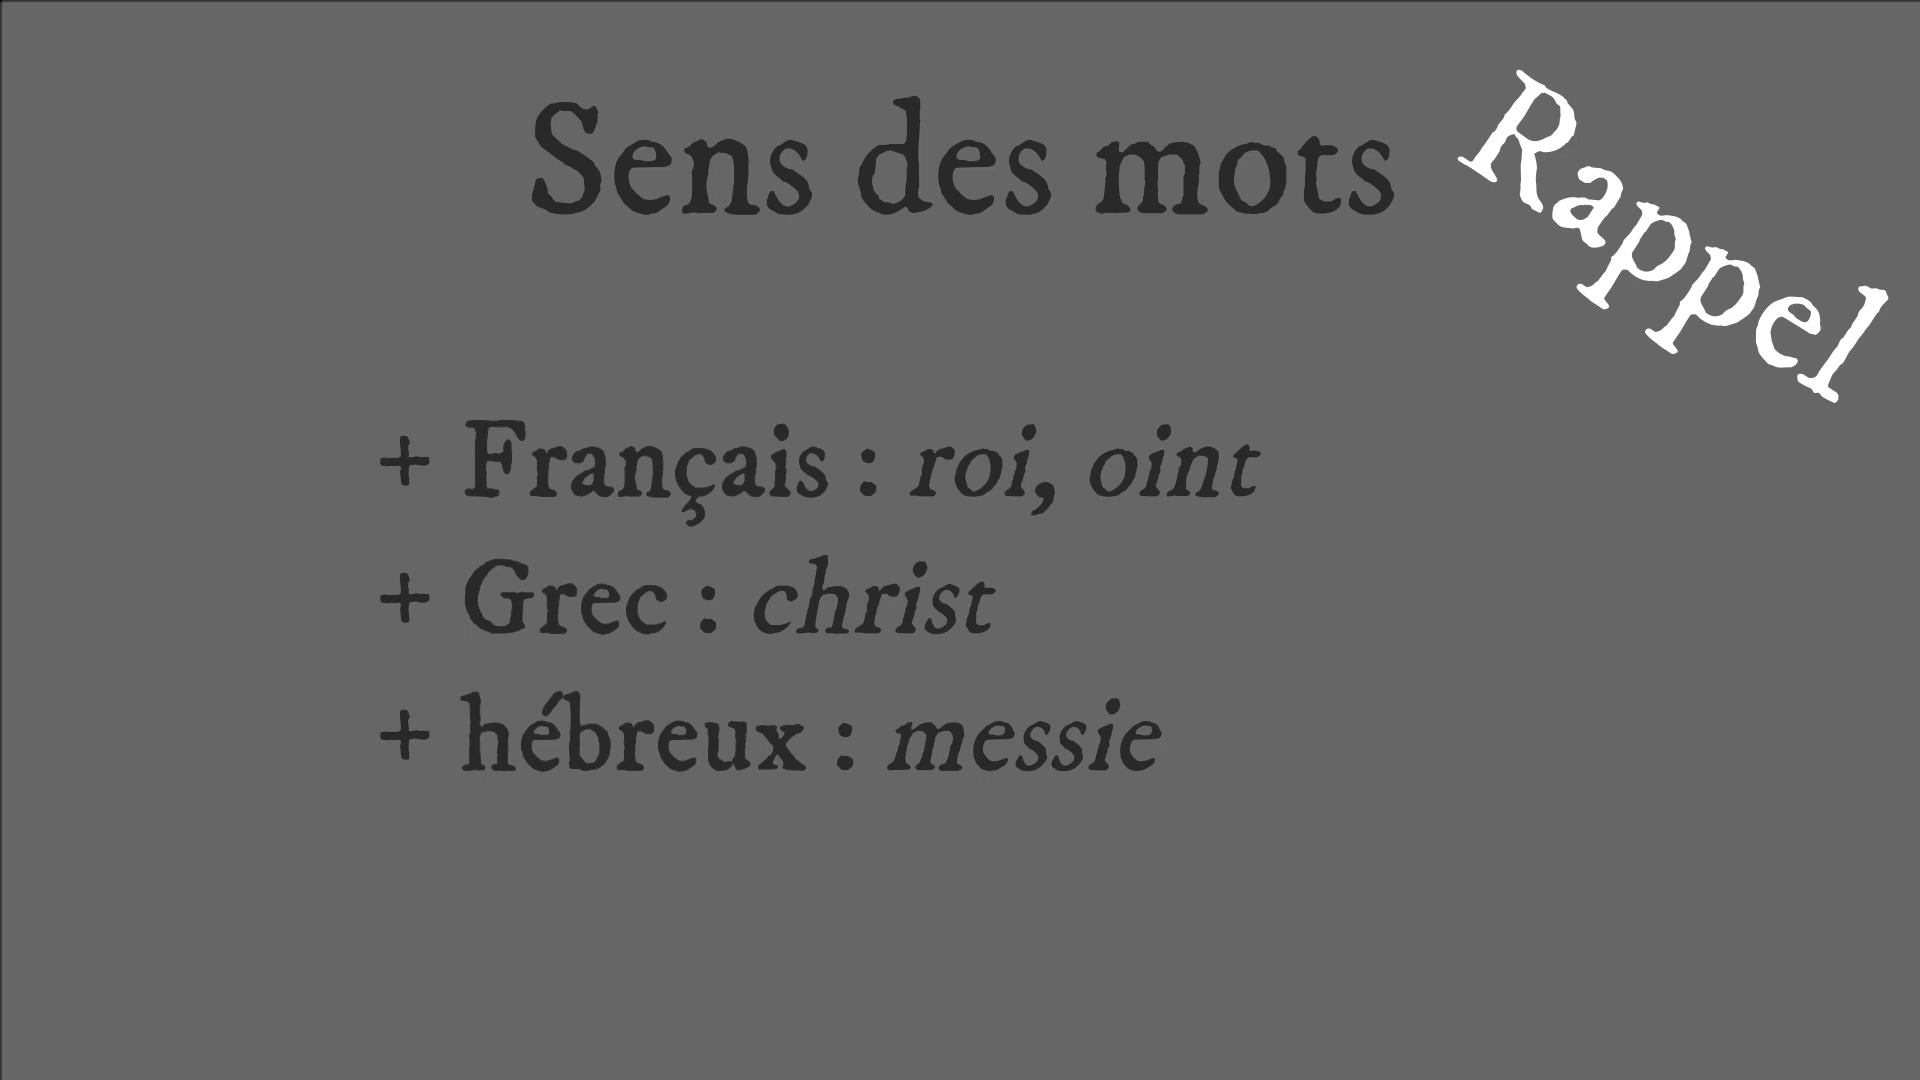 Sens des mots
Rappel
+ Français : roi, oint
+ Grec : christ
+ hébreux : messie